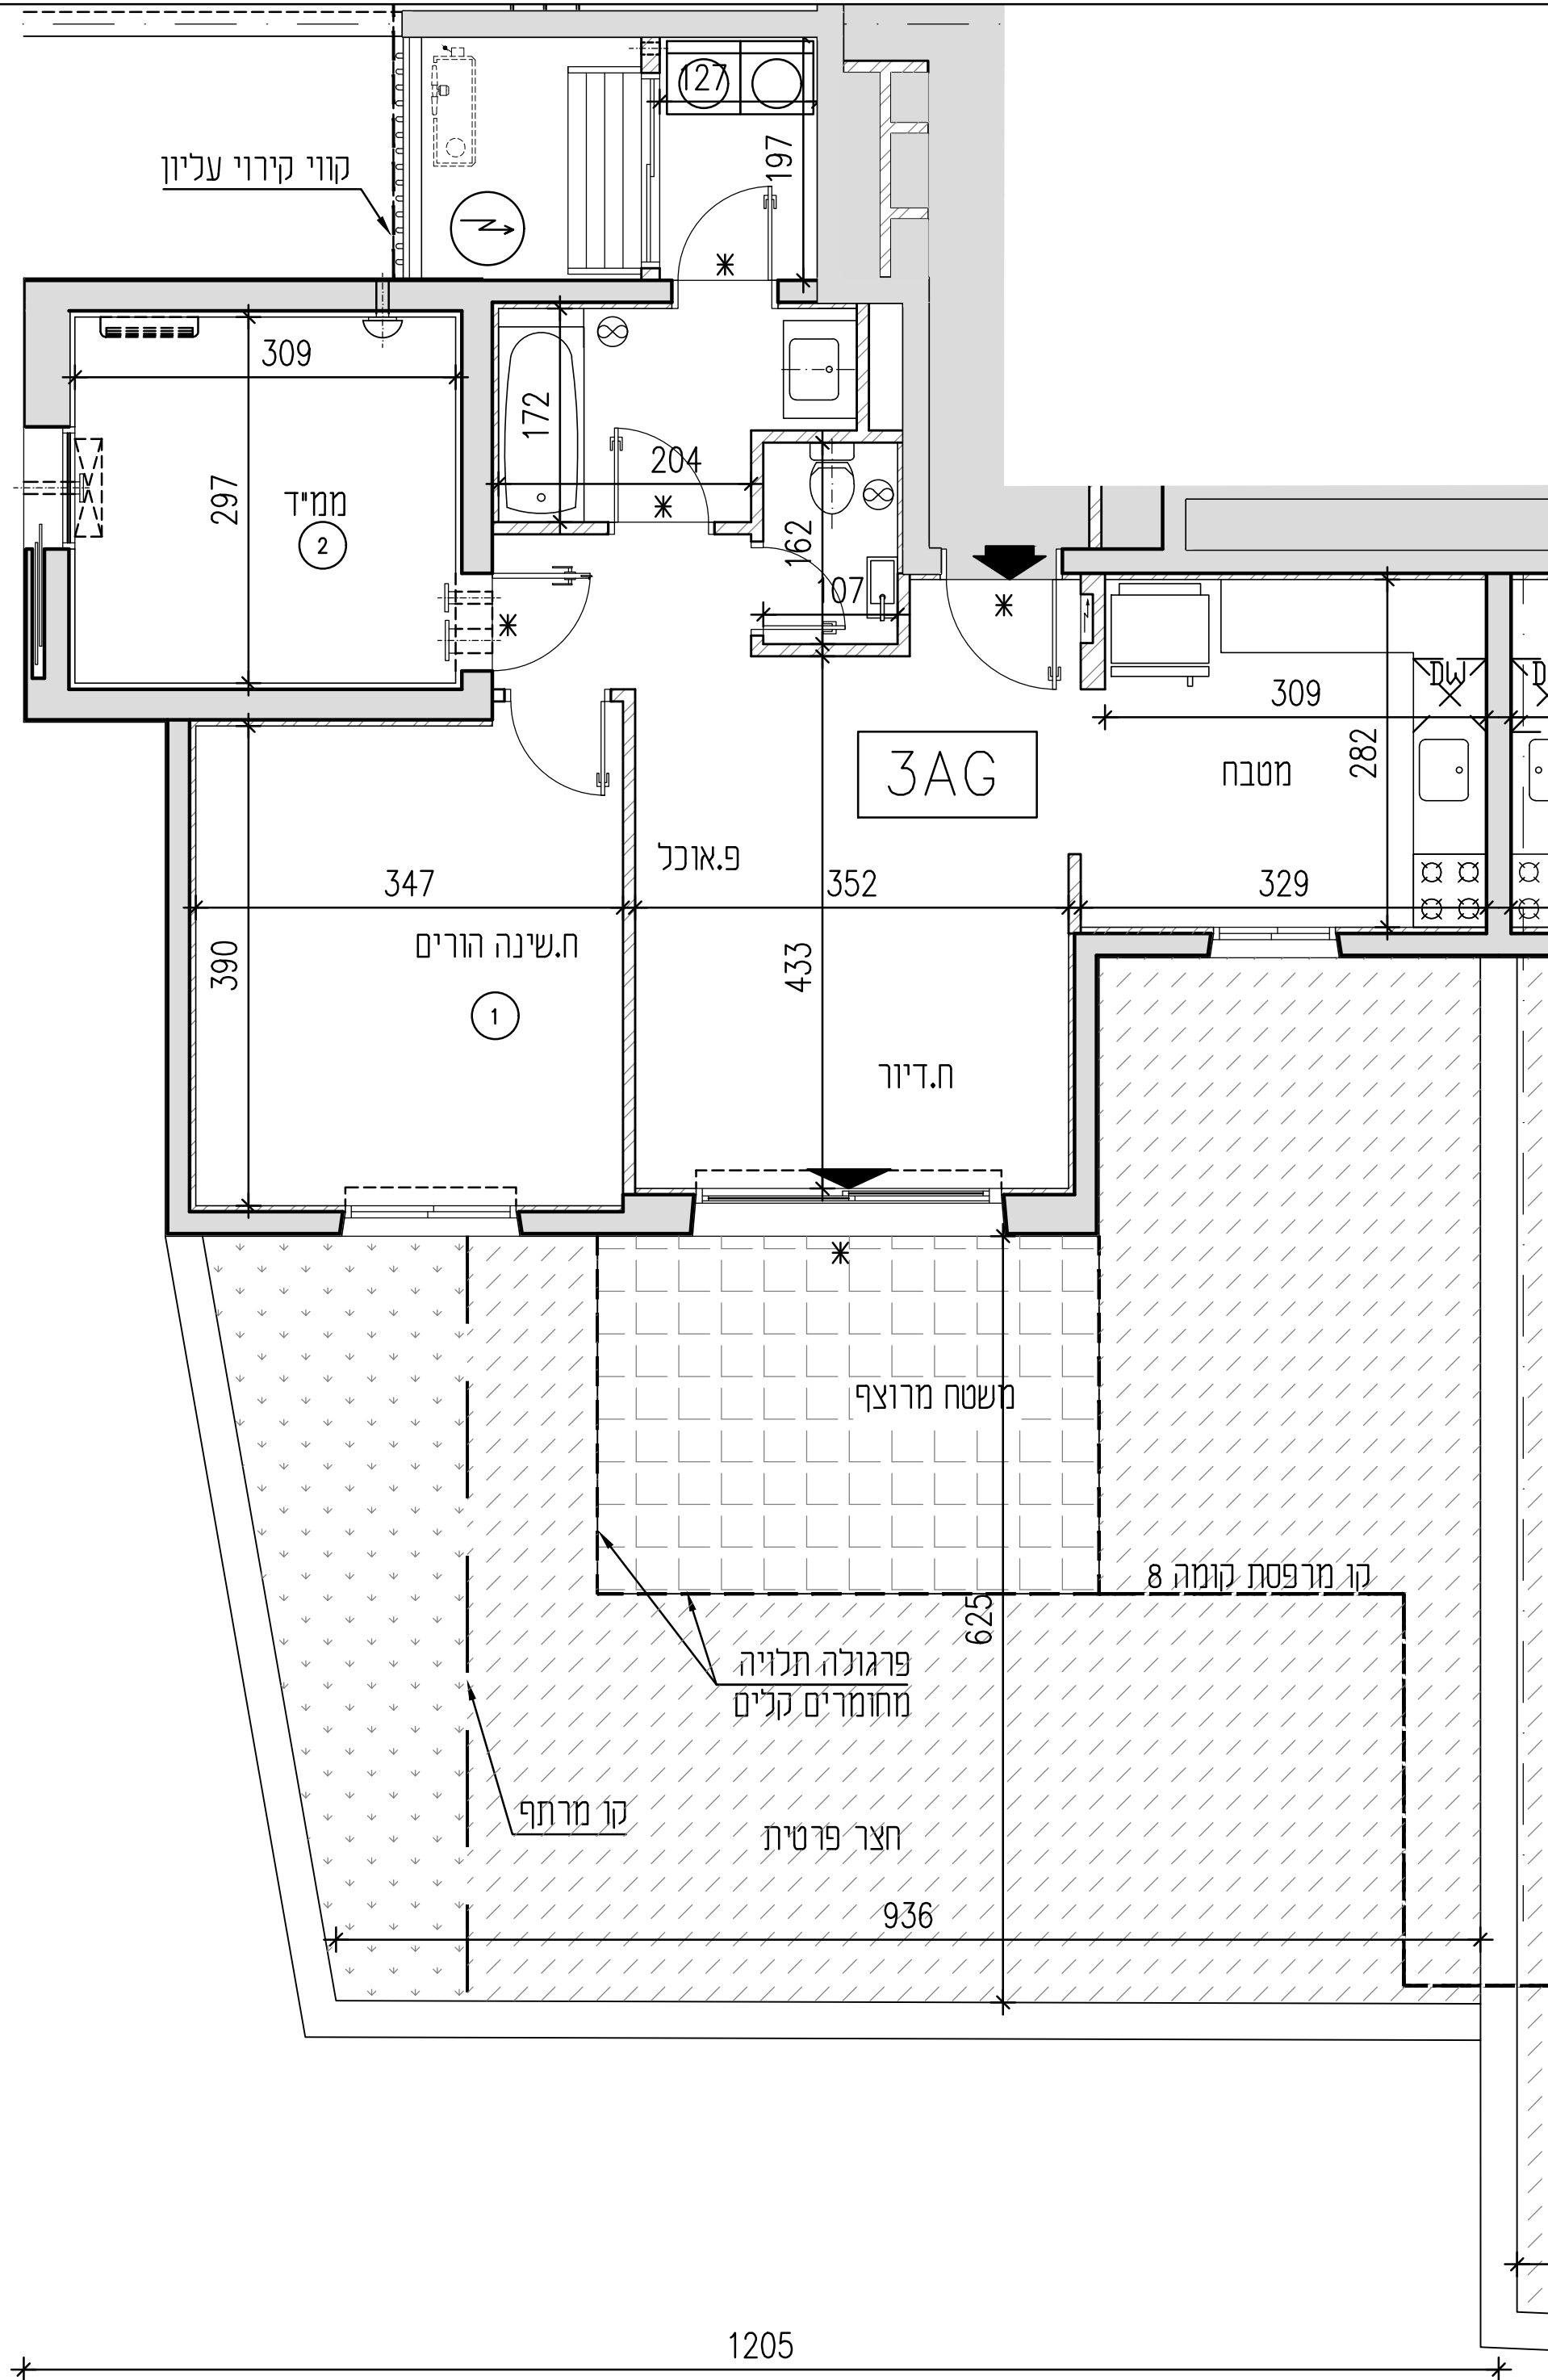 127
197
קווי קירוי עליון
309
172
204
297
ממ"ד
2
162
107
309
DW
D
282
3AG
מטבח
פ.אוכל
347
352
329
ח.שינה הורים
390
433
1
ח.דיור
משטח מרוצף
קו מרפסת קומה 8
625
פרגולה תלויה
מחומרים קלים
קו מרתף
חצר פרטית
936
1205